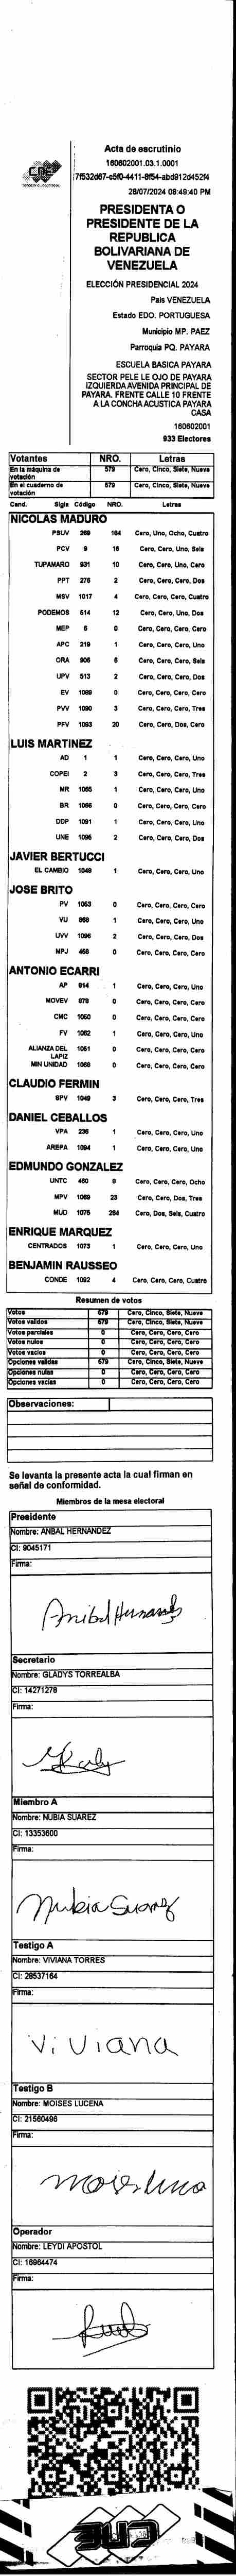 CNE
Acta de escrutinio
160602001.03.1.0001
28/07/2024 08:49:40 PM
PRESIDENTA O
PRESIDENTE DE LA
REPUBLICA
BOLIVARIANA DE
VENEZUELA
ELECCIÓN PRESIDENCIAL 2024
Pais VENEZUELA
Estado EDO. PORTUGUESA
Municipio MP. PAEZ
Parroquia PQ. PAYARA
ESCUELA BASICA PAYARA
SECTOR PELE LE OJO DE PAYARA
IZQUIERDA AVENIDA PRINCIPAL DE
PAYARA. FRENTE CALLE 10 FRENTE
A LA CONCHA ACUSTICA PAYARA
CASA
160602001
933 Electores
Votantes NRO. Letras
En la máquina de votación 579 Cero, Cinco, Siete, Nueve
En el cuaderno de votación 579 Cero, Cinco, Siete, Nueve
Cand. Sigla Código NRO. Letras
NICOLAS MADURO
PSUV 269 184 Cero, Uno, Ocho, Cuatro
PCV 9 16 Cero, Cero, Uno, Seis
TUPAMARO 931 10 Cero, Cero, Uno, Cero
PPT 276 2 Cero, Cero, Cero, Dos
MSV 1017 4 Cero, Cero, Cero, Cuatro
PODEMOS 514 12 Cero, Cero, Uno, Dos
MEP 6 0 Cero, Cero, Cero, Cero
APC 219 1 Cero, Cero, Cero, Uno
ORA 906 6 Cero, Cero, Cero, Seis
UPV 513 2 Cero, Cero, Cero, Dos
EV 1089 0 Cero, Cero, Cero, Cero
PVV 1090 3 Cero, Cero, Cero, Tres
PFV 1093 20 Cero, Cero, Dos, Cero
LUIS MARTINEZ
AD 1 1 Cero, Cero, Cero, Uno
COPEI 2 3 Cero, Cero, Cero, Tres
MR 1065 1 Cero, Cero, Cero, Uno
BR 1066 0 Cero, Cero, Cero, Cero
DDP 1091 1 Cero, Cero, Cero, Uno
UNE 1096 2 Cero, Cero, Cero, Dos
JAVIER BERTUCCI
EL CAMBIO 1049 1 Cero, Cero, Cero, Uno
JOSE BRITO
PV 1063 0 Cero, Cero, Cero, Cero
VU 868 1 Cero, Cero, Cero, Uno
UVV 2 Cero, Cero, Cero, Dos
MPJ 468 0 Cero, Cero, Cero, Cero
ANTONIO ECARRI
AP 914 1 Cero, Cero, Cero, Uno
MOVEV 878 0 Cero, Cero, Cero, Cero
CMC 1050 0 Cero, Cero, Cero, Cero
FV 1062 1 Cero, Cero, Cero, Uno
ALIANZA DEL LAPIZ 1051 0 Cero, Cero, Cero, Cero
MIN UNIDAD 1068 0 Cero, Cero, Cero, Cero
CLAUDIO FERMIN
SPV 1048 3 Cero, Cero, Cero, Tres
DANIEL CEBALLOS
VPA 236 1 Cero, Cero, Cero, Uno
AREPA 1094 1 Cero, Cero, Cero, Uno
EDMUNDO GONZALEZ
UNTC 460 8 Cero, Cero, Cero, Ocho
MPV 1069 23 Cero, Cero, Dos, Tres
MUD 1075 264 Cero, Dos, Seis, Cuatro
ENRIQUE MARQUEZ
CENTRADOS 1073 1 Cero, Cero, Cero, Uno
BENJAMIN RAUSSEO
CONDE 1092 4 Cero, Cero, Cero, Cuatro
Resumen de votos
Votos 579 Cero, Cinco, Siete, Nueve
Votos validos 579 Cero, Cinco, Siete, Nueve
Votos parciales 0 Cero, Cero, Cero, Cero
Votos nulos 0 Cero, Cero, Cero, Cero
Votos vacios 0 Cero, Cero, Cero, Cero
Opciones validas 579 Cero, Cinco, Siete, Nueve
Opciones nulas 0 Cero, Cero, Cero, Cero
Opciones vacias 0 Cero, Cero, Cero, Cero
Observaciones:
Se levanta la presente acta la cual firman en
señal de conformidad.
Miembros de la mesa electoral
Presidente
Nombre: ANIBAL HERNANDEZ
CI: 9045171
Firma:
Anibal Hernandez
Secretario
Nombre: GLADYS TORREALBA
CI: 14271278
Firma:
Miembro A
Nombre: NUBIA SUAREZ
CI: 13353600
Firma:
Nubia Suarez
Testigo A
Nombre: VIVIANA TORRES
CI: 28537164
Firma:
Viviana
Testigo B
Nombre: MOISES LUCENA
CI: 21560496
Firma:
Operador
Nombre: LEYDI APOSTOL
CI: 16964474
Firma:
CNE